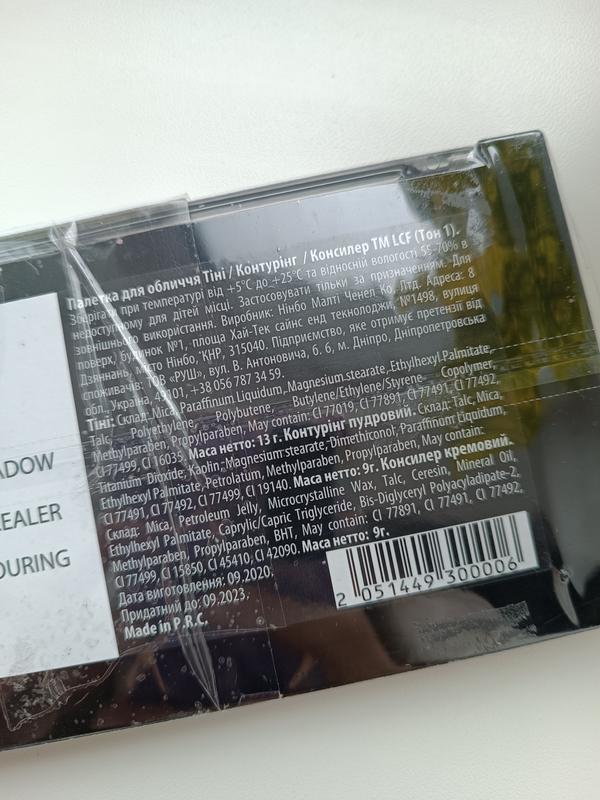 ADOW
EALER
OURING
Палетка для обличчя Тіні / Контурінг / Консилер ТМ LCF (Тон 1).
Зберігати при температурі від +5°C до +25°C та відносній вологості 55-70% в
недоступному для дітей місці. Застосовувати тільки за призначенням. Для
зовнішнього використання. Виробник: Нінбо Малті Ченел Ко, Лтд. Адреса: 8
поверх, будинок №1, площа Хай-Тек сайнс енд текнолоджі, №1498, вулиця
Дзяннань, місто Нінбо, КНР, 315040. Підприємство, яке отримує претензії від
споживачів: ТОВ «РУШ», вул. В. Антоновича, б. 6, м. Дніпро, Дніпропетровська
обл., Україна, +38 056 787 34 59.
Тіні: Склад: Mica, Paraffinum Liquidum, Magnesium stearate, Ethylhexyl Palmitate,
Talc, Polyethylene, Polybutene, Butylene/Ethylene/Styrene Copolymer,
Methylparaben, Propylparaben, May contain: CI 77019, CI 77891, CI 77491, CI 77492,
CI 77499, CI 16035. Маса нетто: 13 г. Контурінг пудровий. Склад: Talc, Mica,
Titanium Dioxide, Kaolin, Magnesium stearate, Dimethiconol, Paraffinum Liquidum,
Ethylhexyl Palmitate, Petrolatum, Methylparaben, Propylparaben, May contain:
CI 77491, CI 77492, CI 77499, CI 19140. Маса нетто: 9г. Консилер кремовий.
Склад: Mica, Petroleum Jelly, Microcrystalline Wax, Talc, Ceresin, Mineral Oil,
Ethylhexyl Palmitate, Caprylic/Capric Triglyceride, Bis-Diglyceryl Polyacyladipate-2,
Methylparaben, Propylparaben, BHT, May contain: CI 77891, CI 77491, CI 77492,
CI 77499, CI 15850, CI 45410, CI 42090. Маса нетто: 9г.
Дата виготовлення: 09.2020.
Придатний до: 09.2023.
Made in P.R.C.
2 051449 300006